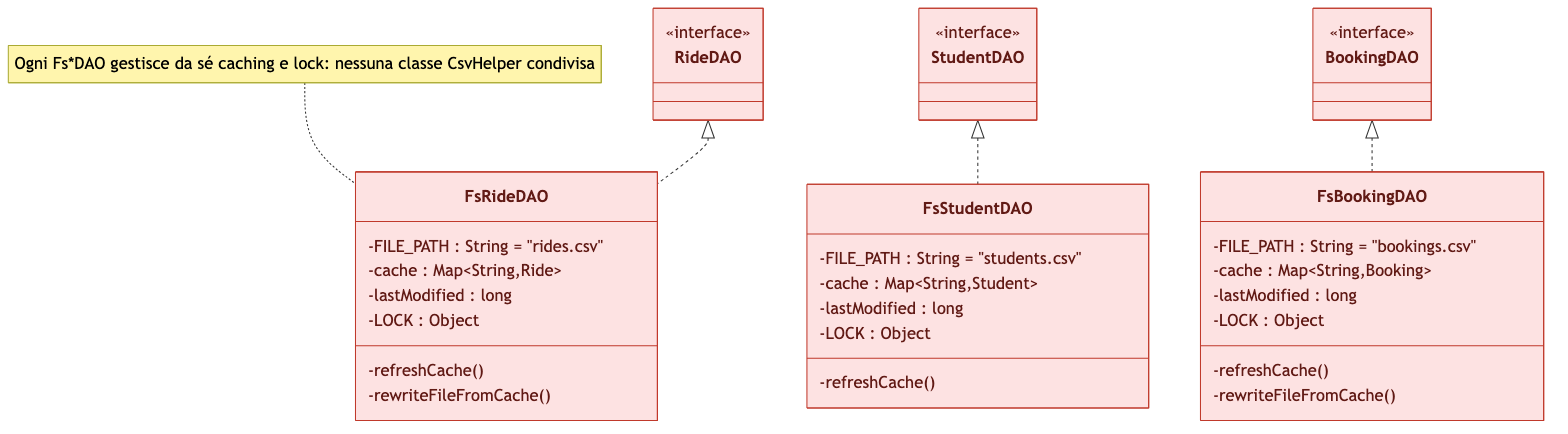 Ogni Fs*DAO gestisce da sé caching e lock: nessuna classe CsvHelper condivisa
«interface»
RideDAO
«interface»
StudentDAO
«interface»
BookingDAO
FsRideDAO
-FILE_PATH : String = "rides.csv"
-cache : Map<String,Ride>
-lastModified : long
-LOCK : Object
-refreshCache()
-rewriteFileFromCache()
FsStudentDAO
-FILE_PATH : String = "students.csv"
-cache : Map<String,Student>
-lastModified : long
-LOCK : Object
-refreshCache()
FsBookingDAO
-FILE_PATH : String = "bookings.csv"
-cache : Map<String,Booking>
-lastModified : long
-LOCK : Object
-refreshCache()
-rewriteFileFromCache()